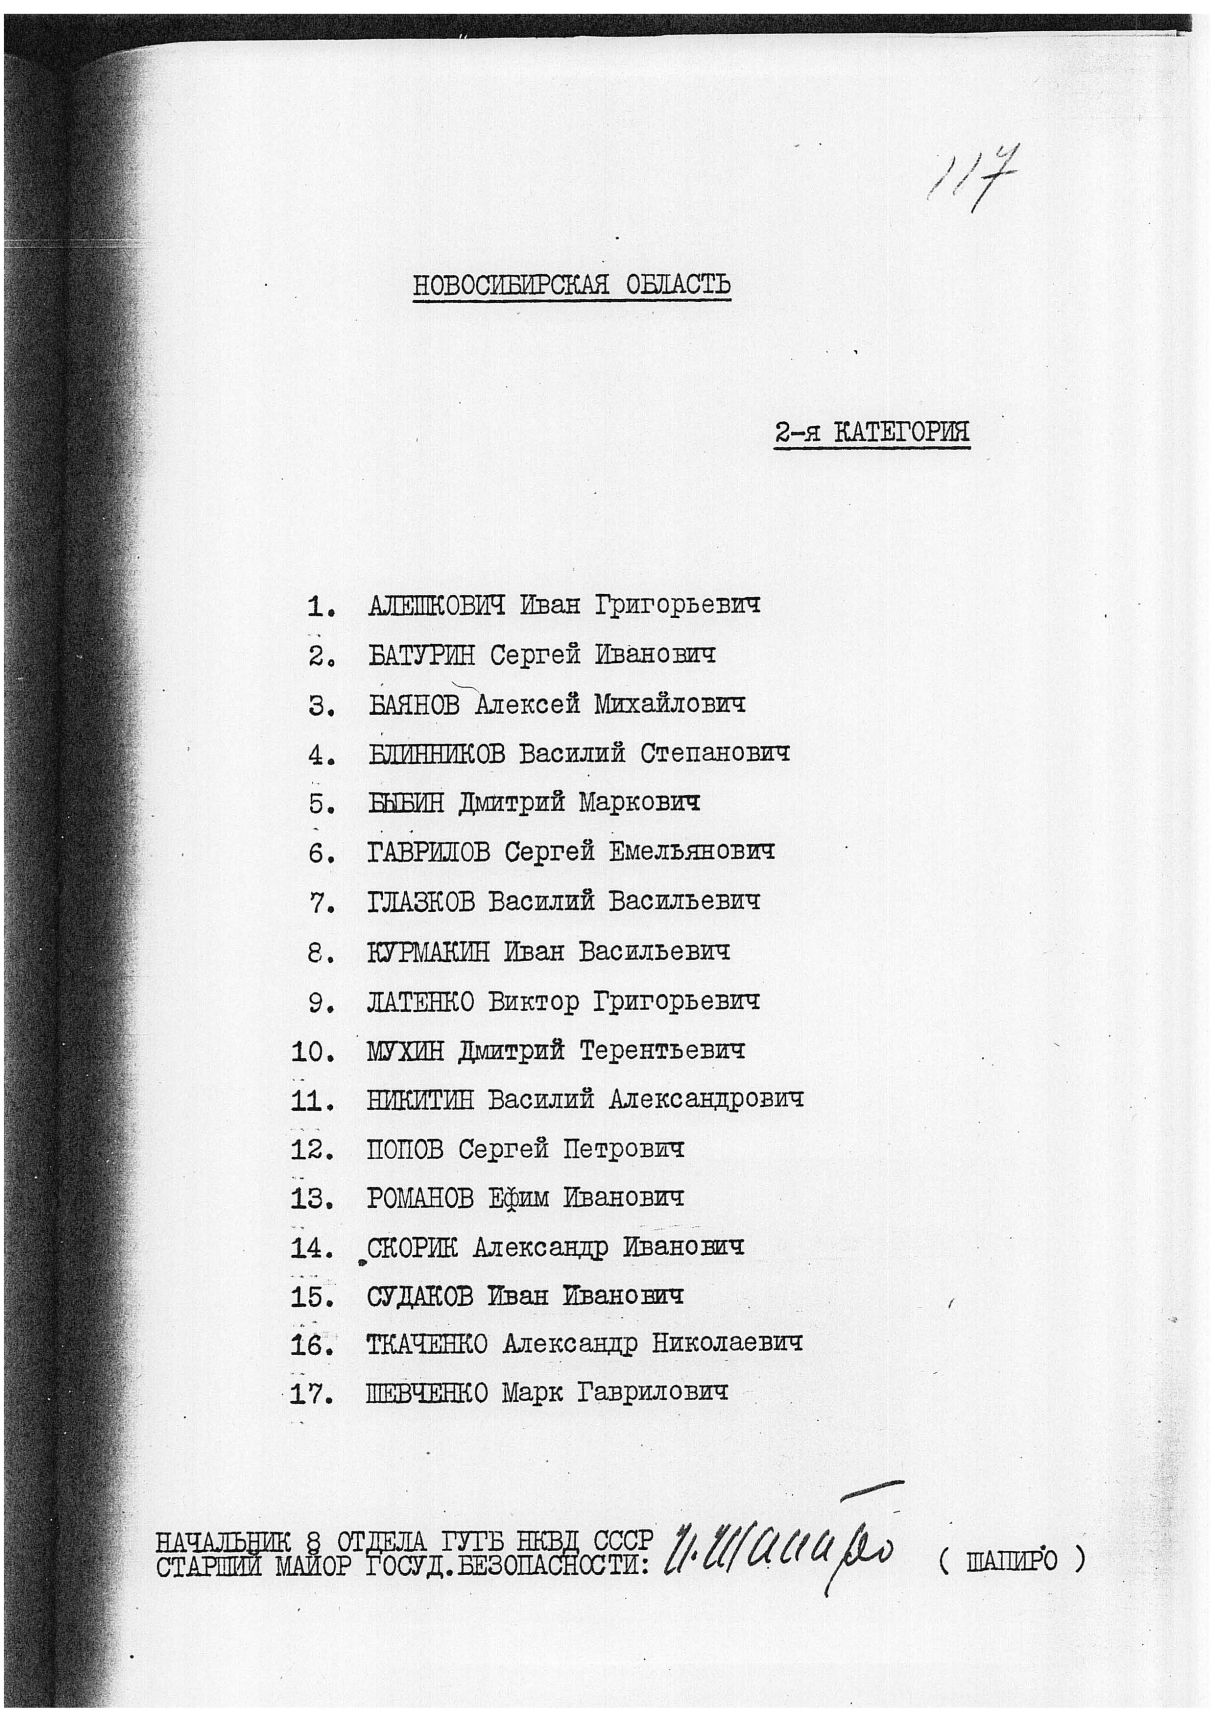 117
НОВОСИБИРСКАЯ ОБЛАСТЬ
2-я КАТЕГОРИЯ
1. АЛЕШКОВИЧ Иван Григорьевич
2. БАТУРИН Сергей Иванович
3. БАЯНОВ Алексей Михайлович
4. БЛИННИКОВ Василий Степанович
5. БЫБИН Дмитрий Маркович
6. ГАВРИЛОВ Сергей Емельянович
7. ГЛАЗКОВ Василий Васильевич
8. КУРМАКИН Иван Васильевич
9. ЛАТЕНКО Виктор Григорьевич
10. МУХИН Дмитрий Терентьевич
11. НИКИТИН Василий Александрович
12. ПОПОВ Сергей Петрович
13. РОМАНОВ Ефим Иванович
14. СКОРИК Александр Иванович
15. СУДАКОВ Иван Иванович
16. ТКАЧЕНКО Александр Николаевич
17. ШЕВЧЕНКО Марк Гаврилович
НАЧАЛЬНИК 8 ОТДЕЛА ГУГБ НКВД СССР
СТАРШИЙ МАЙОР ГОСУД.БЕЗОПАСНОСТИ: И.Шапиро ( ШАПИРО )